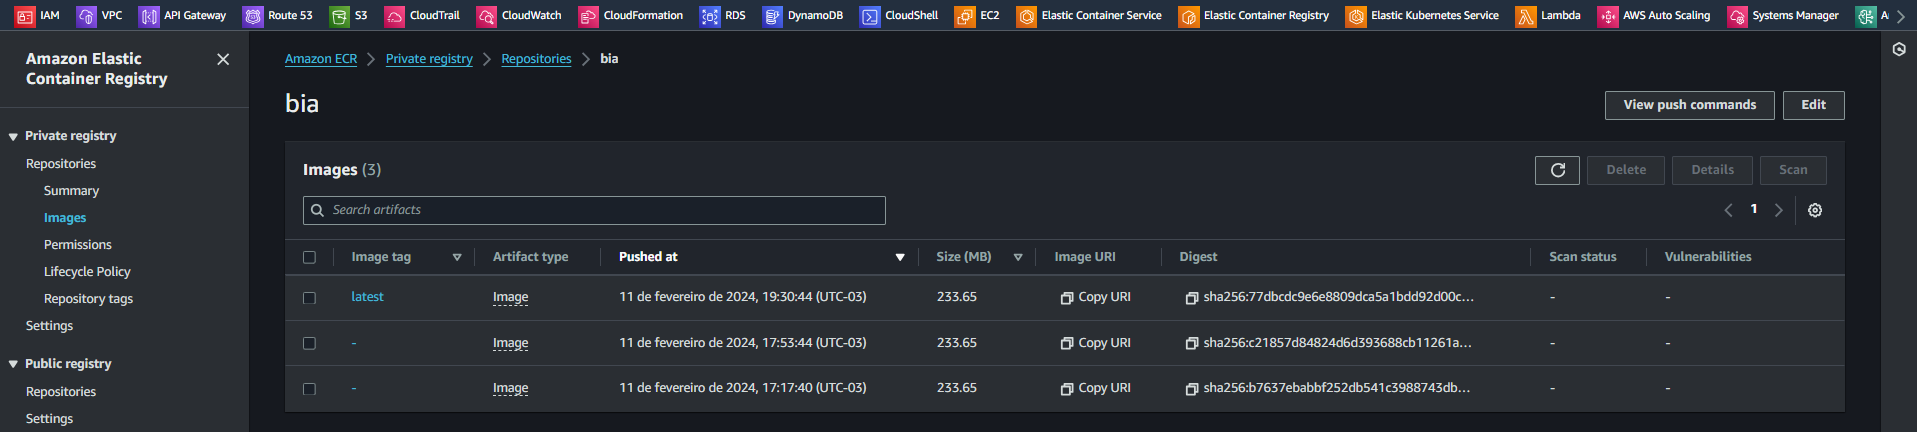 IAM VPC API Gateway Route 53 S3 CloudTrail CloudWatch CloudFormation RDS DynamoDB CloudShell EC2 Elastic Container Service Elastic Container Registry Elastic Kubernetes Service Lambda AWS Auto Scaling Systems Manager
Amazon Elastic
Container Registry
Private registry
Repositories
Summary
Images
Permissions
Lifecycle Policy
Repository tags
Settings
Public registry
Repositories
Settings
Amazon ECR > Private registry > Repositories > bia
bia
View push commands Edit
Images (3)
Delete Details Scan
Search artifacts
1
Image tag Artifact type Pushed at Size (MB) Image URI Digest Scan status Vulnerabilities
latest Image 11 de fevereiro de 2024, 19:30:44 (UTC-03) 233.65 Copy URI sha256:77dbcdc9e6e8809dca5a1bdd92d00c... - -
- Image 11 de fevereiro de 2024, 17:53:44 (UTC-03) 233.65 Copy URI sha256:c21857d84824d6d393688cb11261a... - -
- Image 11 de fevereiro de 2024, 17:17:40 (UTC-03) 233.65 Copy URI sha256:b7637ebabbf252db541c3988743db... - -